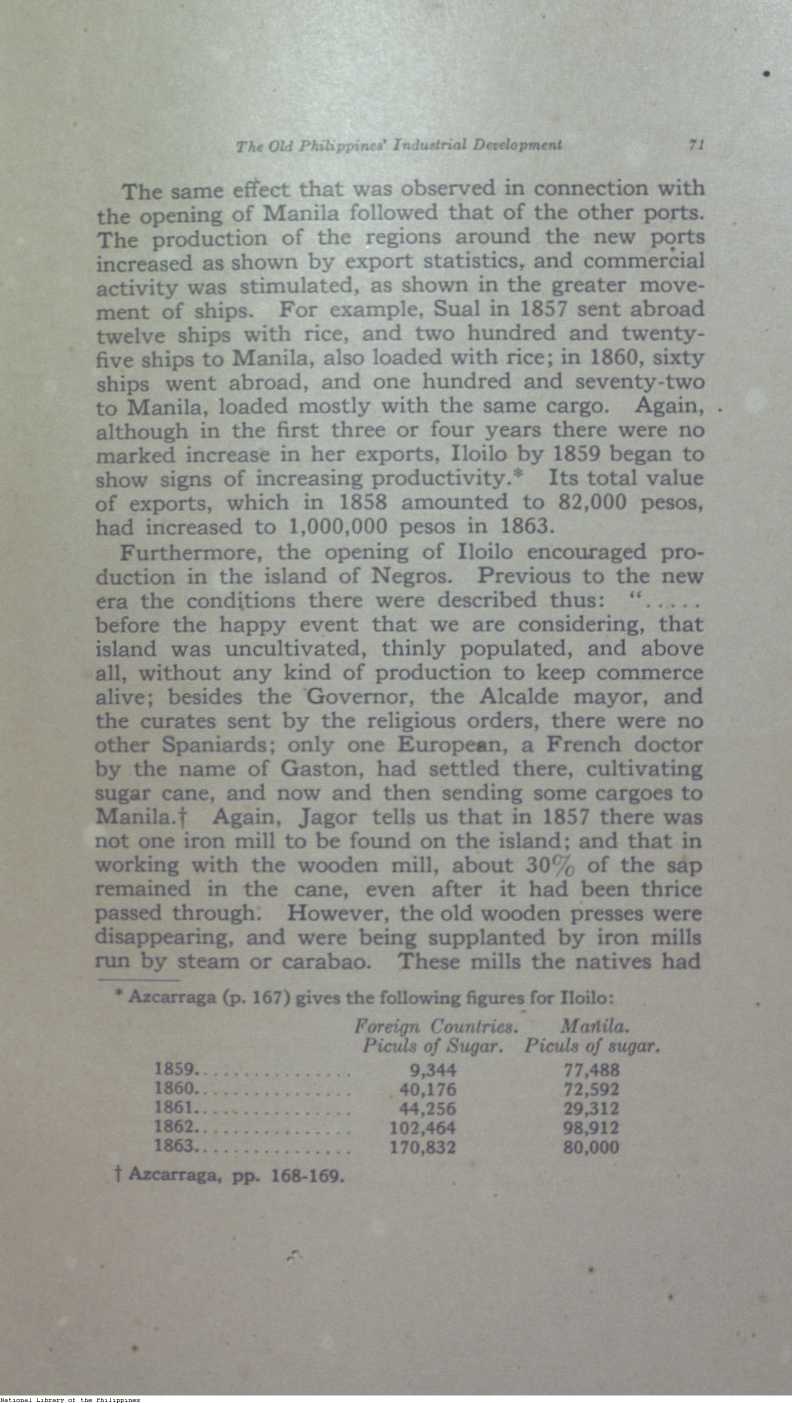 The Old Philippines' Industrial Development 71
The same effect that was observed in connection with
the opening of Manila followed that of the other ports.
The production of the regions around the new ports
increased as shown by export statistics, and commercial
activity was stimulated, as shown in the greater move-
ment of ships. For example, Sual in 1857 sent abroad
twelve ships with rice, and two hundred and twenty-
five ships to Manila, also loaded with rice; in 1860, sixty
ships went abroad, and one hundred and seventy-two
to Manila, loaded mostly with the same cargo. Again,
although in the first three or four years there were no
marked increase in her exports, Iloilo by 1859 began to
show signs of increasing productivity.* Its total value
of exports, which in 1858 amounted to 82,000 pesos,
had increased to 1,000,000 pesos in 1863.
Furthermore, the opening of Iloilo encouraged pro-
duction in the island of Negros. Previous to the new
era the conditions there were described thus: ".....
before the happy event that we are considering, that
island was uncultivated, thinly populated, and above
all, without any kind of production to keep commerce
alive; besides the Governor, the Alcalde mayor, and
the curates sent by the religious orders, there were no
other Spaniards; only one European, a French doctor
by the name of Gaston, had settled there, cultivating
sugar cane, and now and then sending some cargoes to
Manila.† Again, Jagor tells us that in 1857 there was
not one iron mill to be found on the island; and that in
working with the wooden mill, about 30% of the sap
remained in the cane, even after it had been thrice
passed through. However, the old wooden presses were
disappearing, and were being supplanted by iron mills
run by steam or carabao. These mills the natives had
* Azcarraga (p. 167) gives the following figures for Iloilo:
Foreign Countries. Manila.
Piculs of Sugar. Piculs of sugar.
1859................ 9,344 77,488
1860................ 40,176 72,592
1861................ 44,256 29,312
1862................ 102,464 98,912
1863................ 170,832 80,000
† Azcarraga, pp. 168-169.
National Library of the Philippines